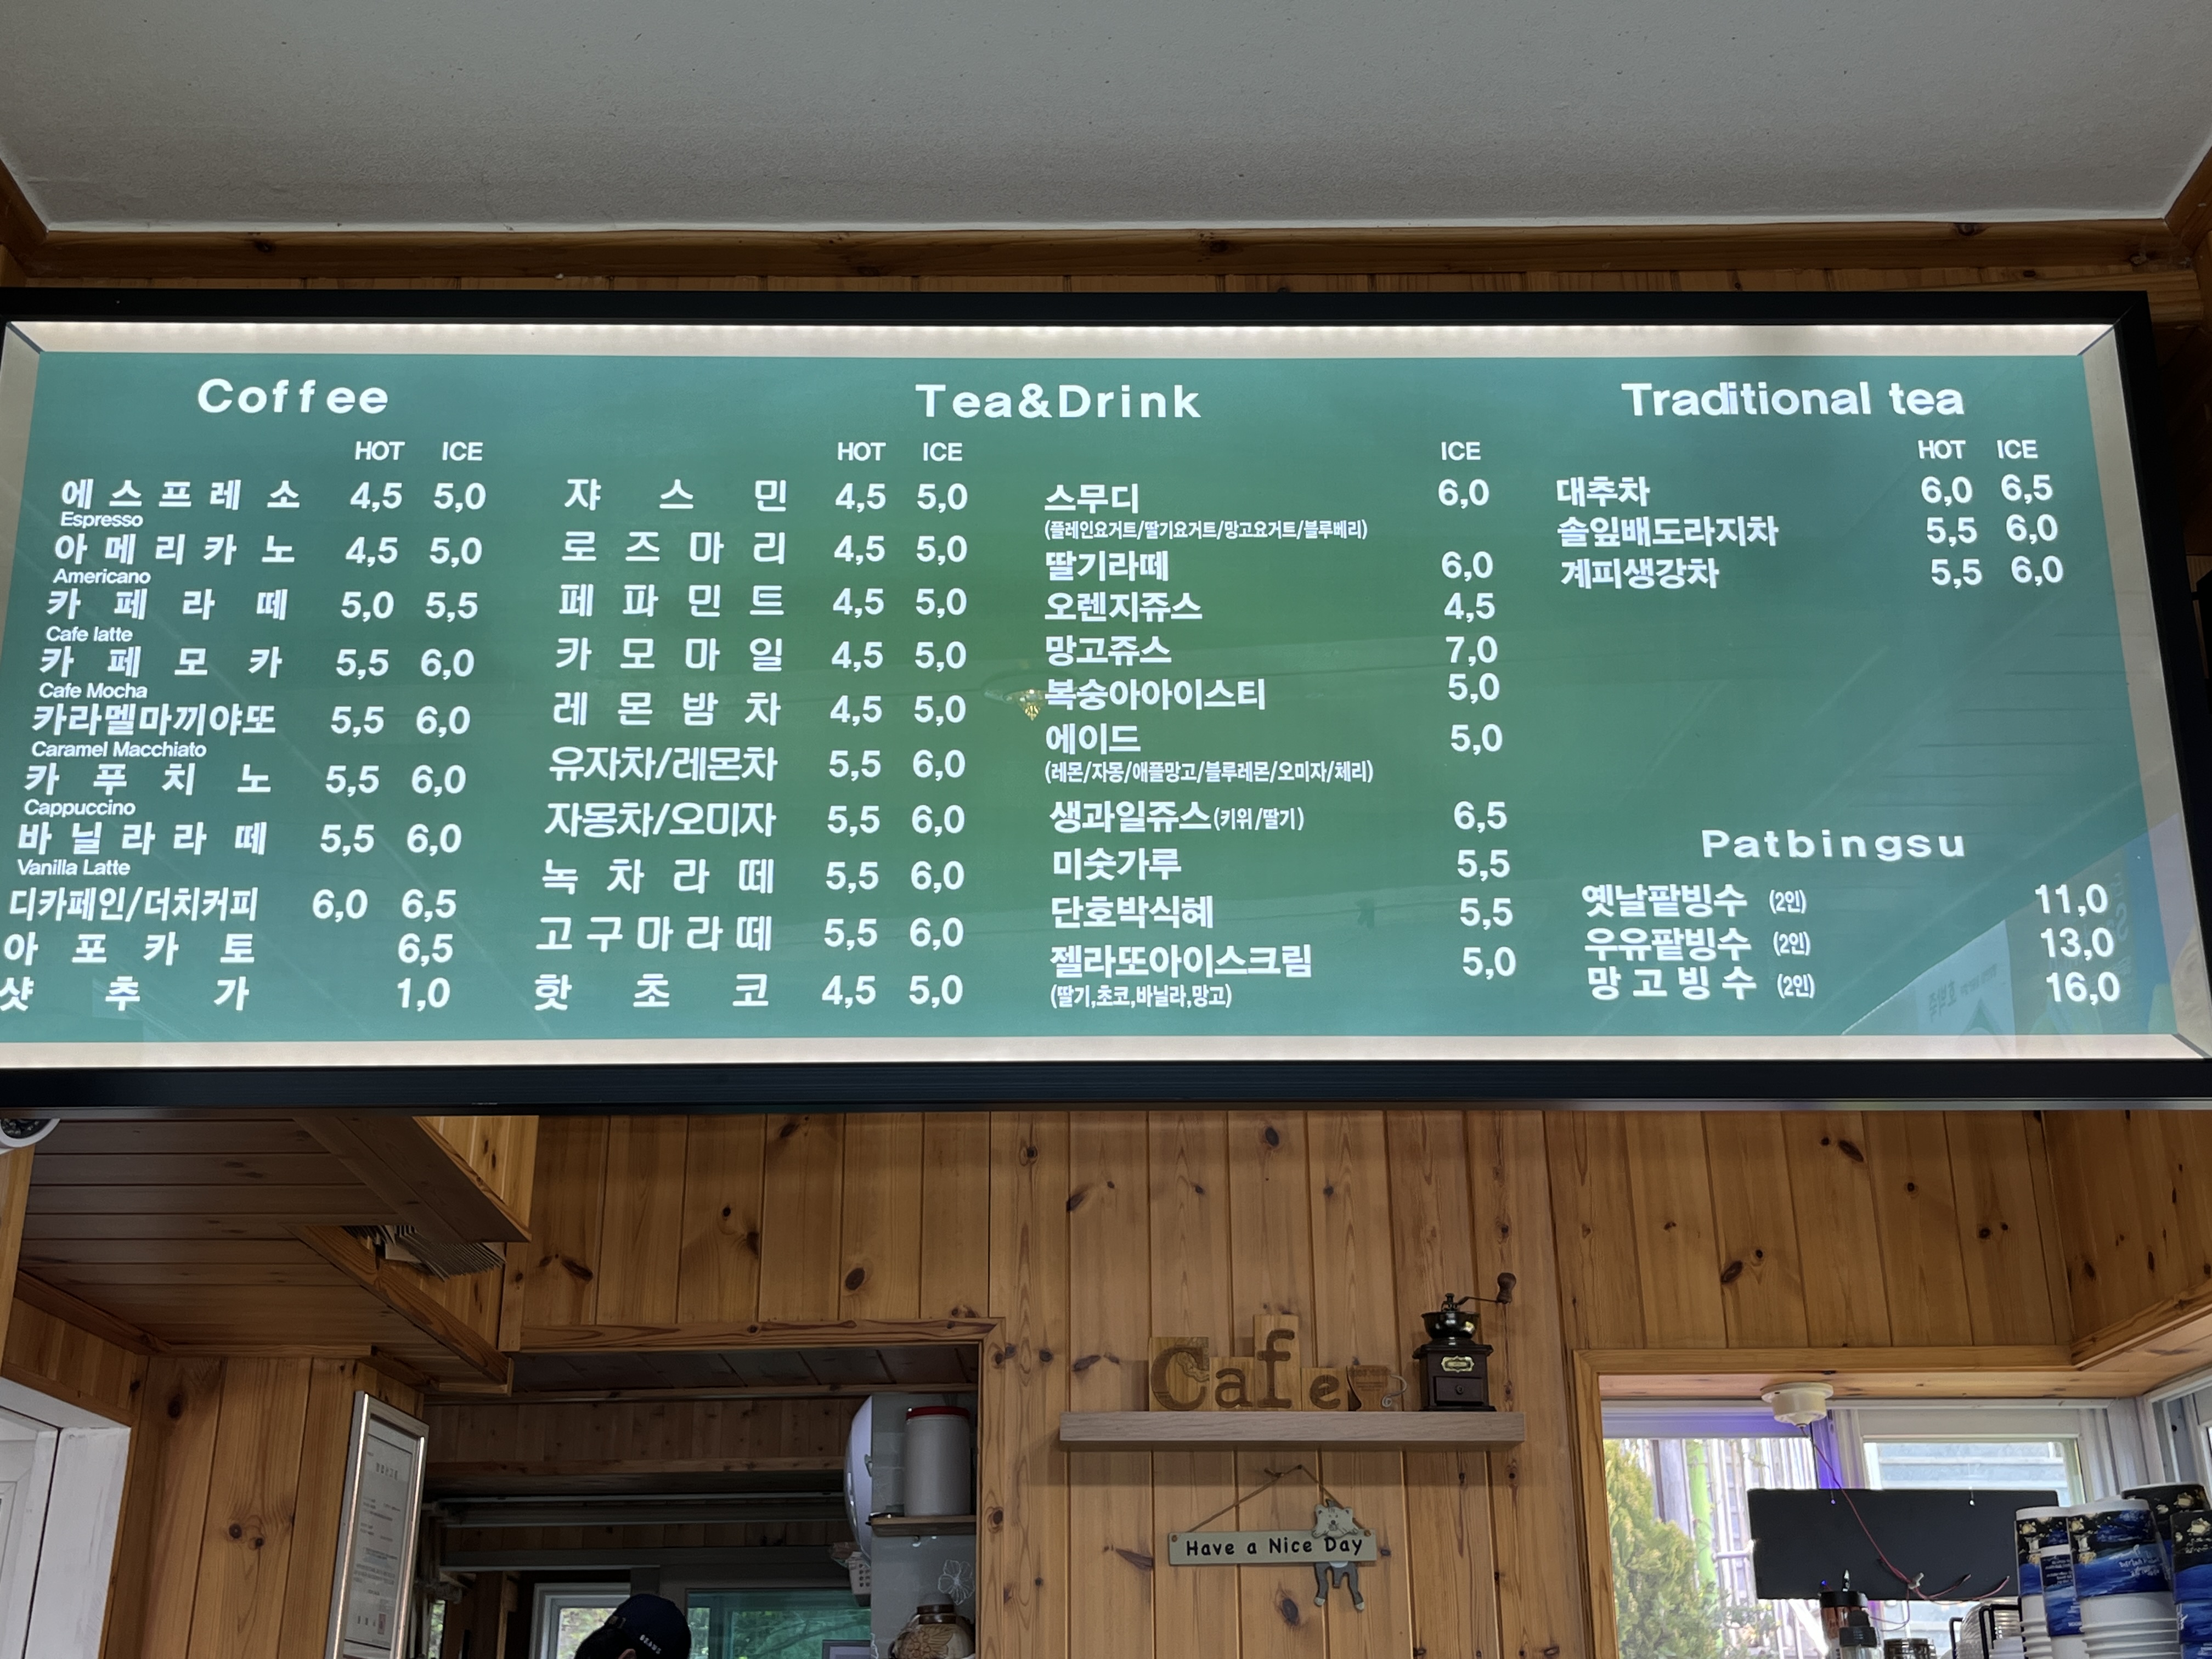 Coffee
HOT ICE
에스프레소 4,5 5,0
Espresso
아메리카노 4,5 5,0
Americano
카페라떼 5,0 5,5
Cafe latte
카페모카 5,5 6,0
Cafe Mocha
카라멜마끼야또 5,5 6,0
Caramel Macchiato
카푸치노 5,5 6,0
Cappuccino
바닐라라떼 5,5 6,0
Vanilla Latte
디카페인/더치커피 6,0 6,5
아포카토 6,5
샷추가 1,0
Tea&Drink
HOT ICE
쟈스민 4,5 5,0
로즈마리 4,5 5,0
페파민트 4,5 5,0
카모마일 4,5 5,0
레몬밤차 4,5 5,0
유자차/레몬차 5,5 6,0
자몽차/오미자 5,5 6,0
녹차라떼 5,5 6,0
고구마라떼 5,5 6,0
핫초코 4,5 5,0
ICE
스무디 6,0
(플레인요거트/딸기요거트/망고요거트/블루베리)
딸기라떼 6,0
오렌지쥬스 4,5
망고쥬스 7,0
복숭아아이스티 5,0
에이드 5,0
(레몬/자몽/애플망고/블루레몬/오미자/체리)
생과일쥬스(키위/딸기) 6,5
미숫가루 5,5
단호박식혜 5,5
젤라또아이스크림 5,0
(딸기,초코,바닐라,망고)
Traditional tea
HOT ICE
대추차 6,0 6,5
솔잎배도라지차 5,5 6,0
계피생강차 5,5 6,0
Patbingsu
옛날팥빙수 (2인) 11,0
우유팥빙수 (2인) 13,0
망고빙수 (2인) 16,0
Cafe
Have a Nice Day